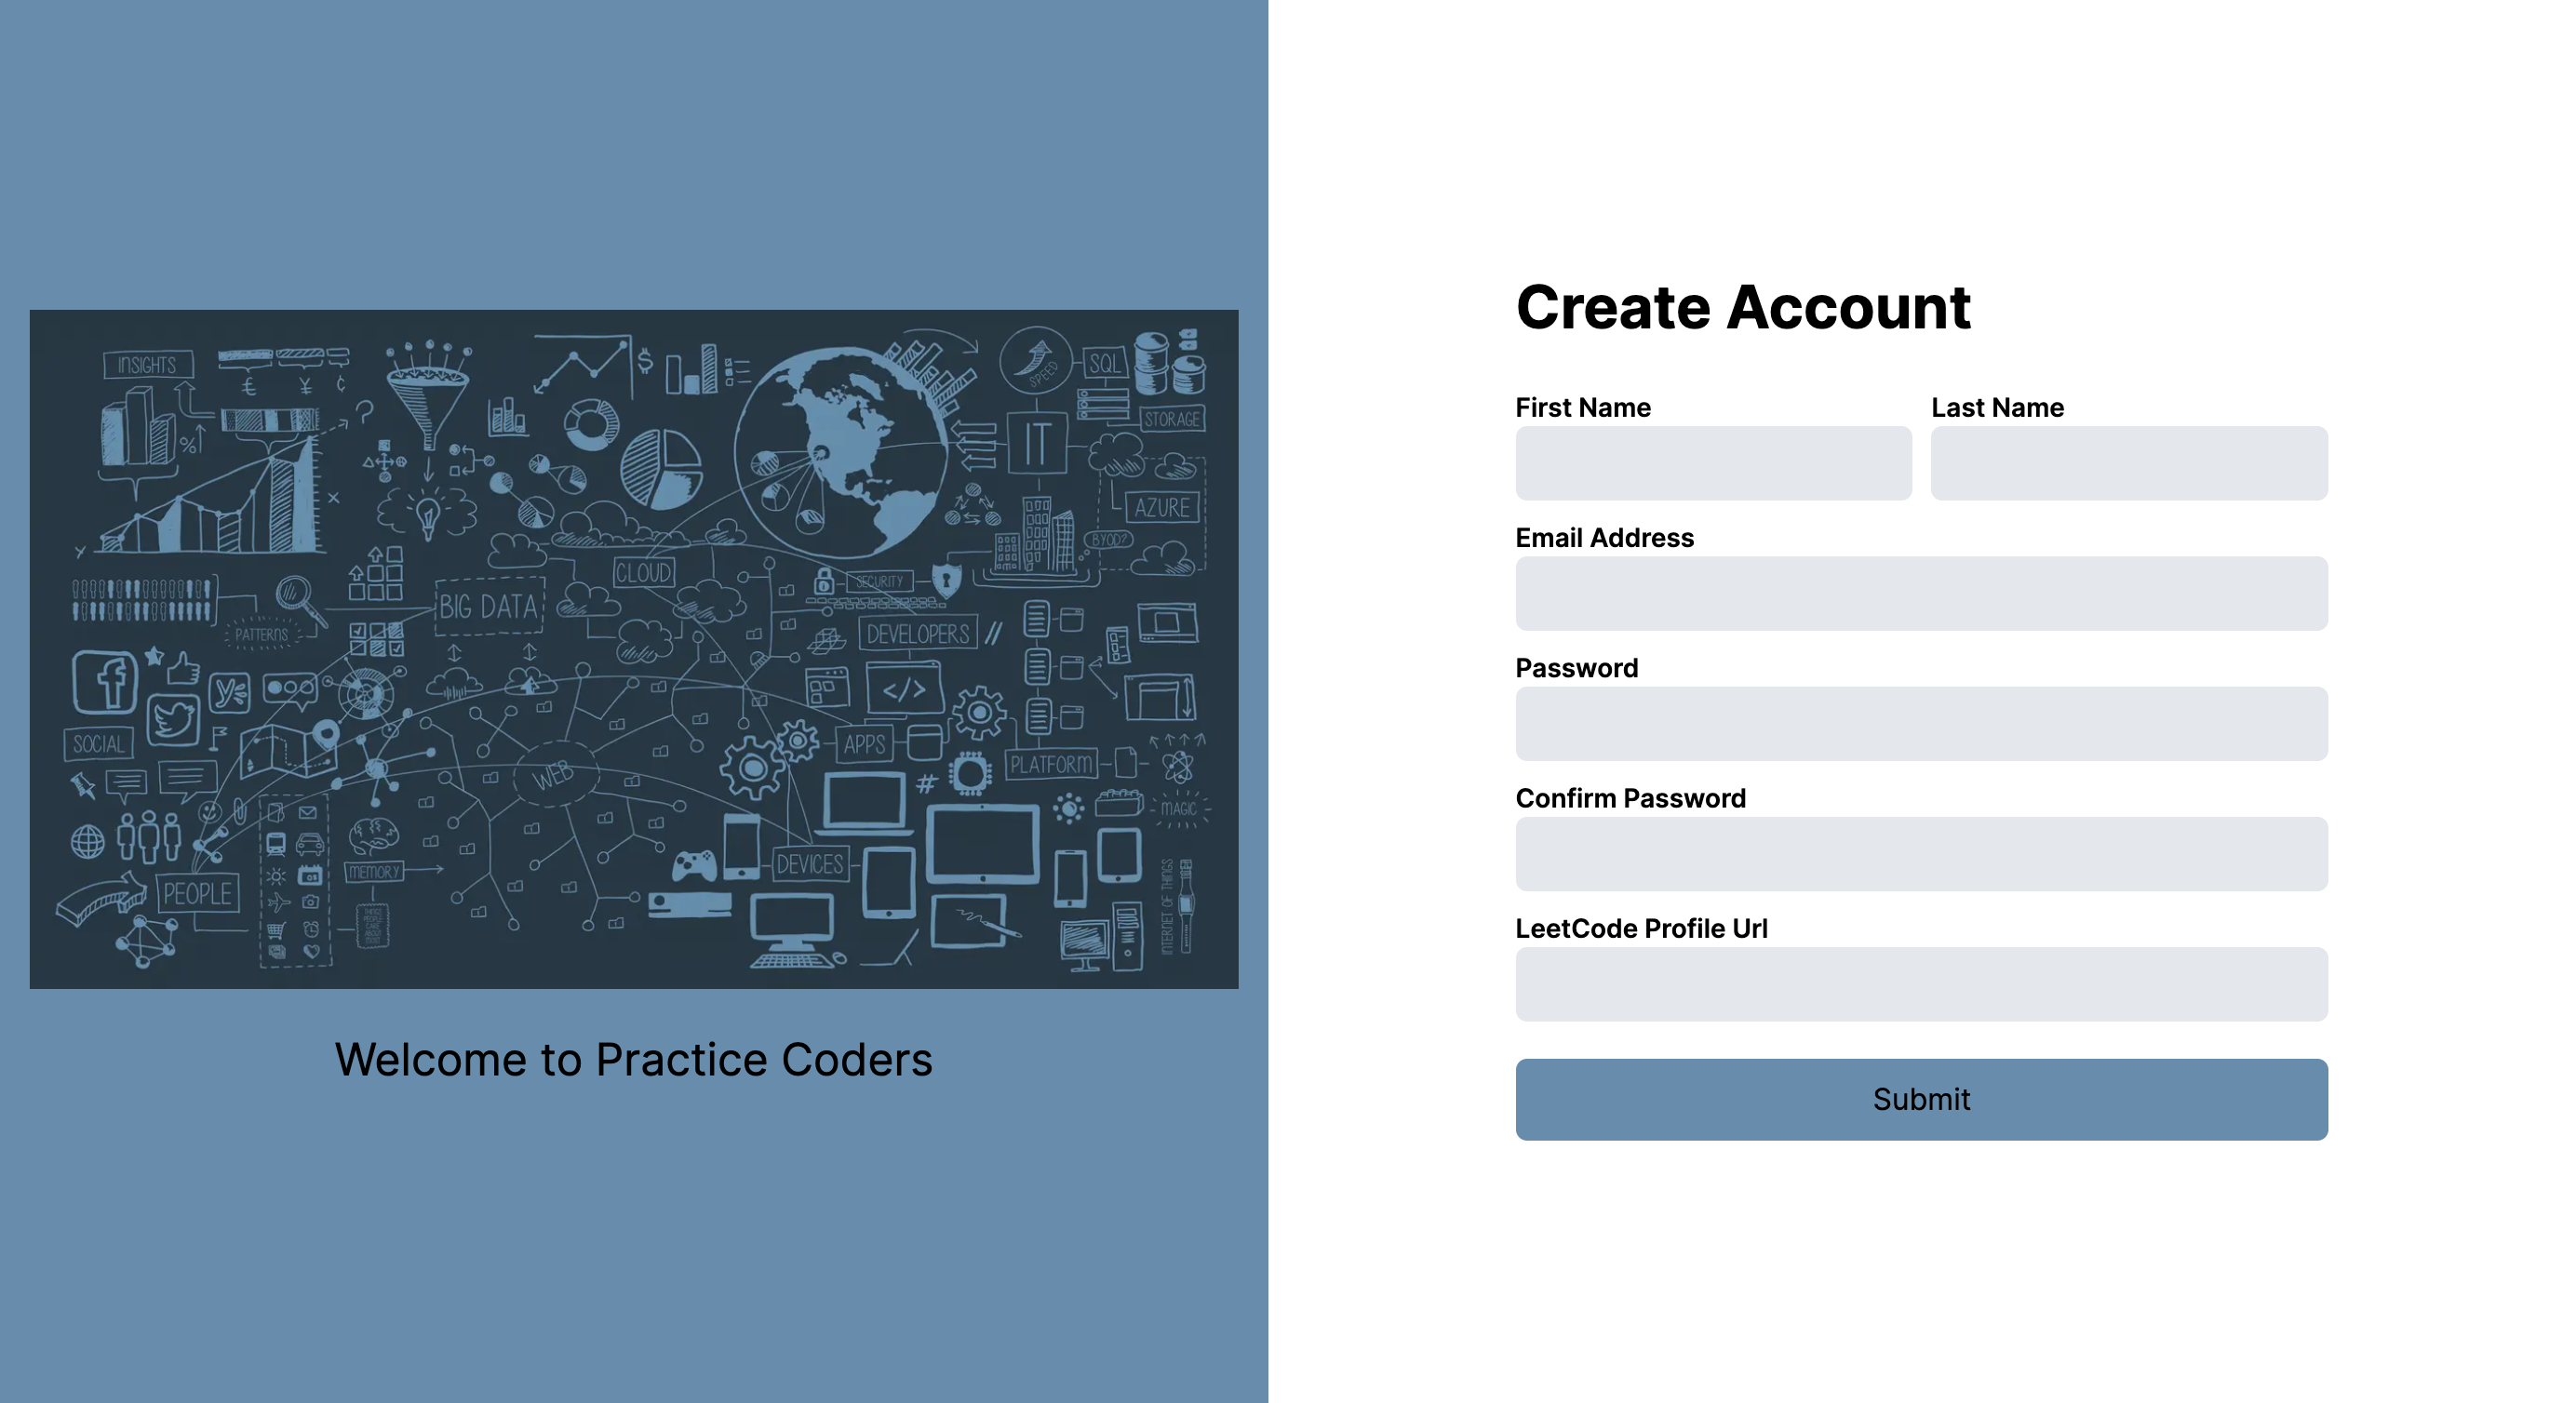 INSIGHTS
€ ¥ ¢
$
?
%
x
y
SPEED
SQL
STORAGE
IT
AZURE
BYOD?
CLOUD
SECURITY
BIG DATA
PATTERNS
DEVELOPERS //
</>
f
SOCIAL
WEB
APPS
#
PLATFORM
MAGIC
MEMORY
DEVICES
PEOPLE
INTERNET OF THINGS
Welcome to Practice Coders
Create Account
First Name
Last Name
Email Address
Password
Confirm Password
LeetCode Profile Url
Submit